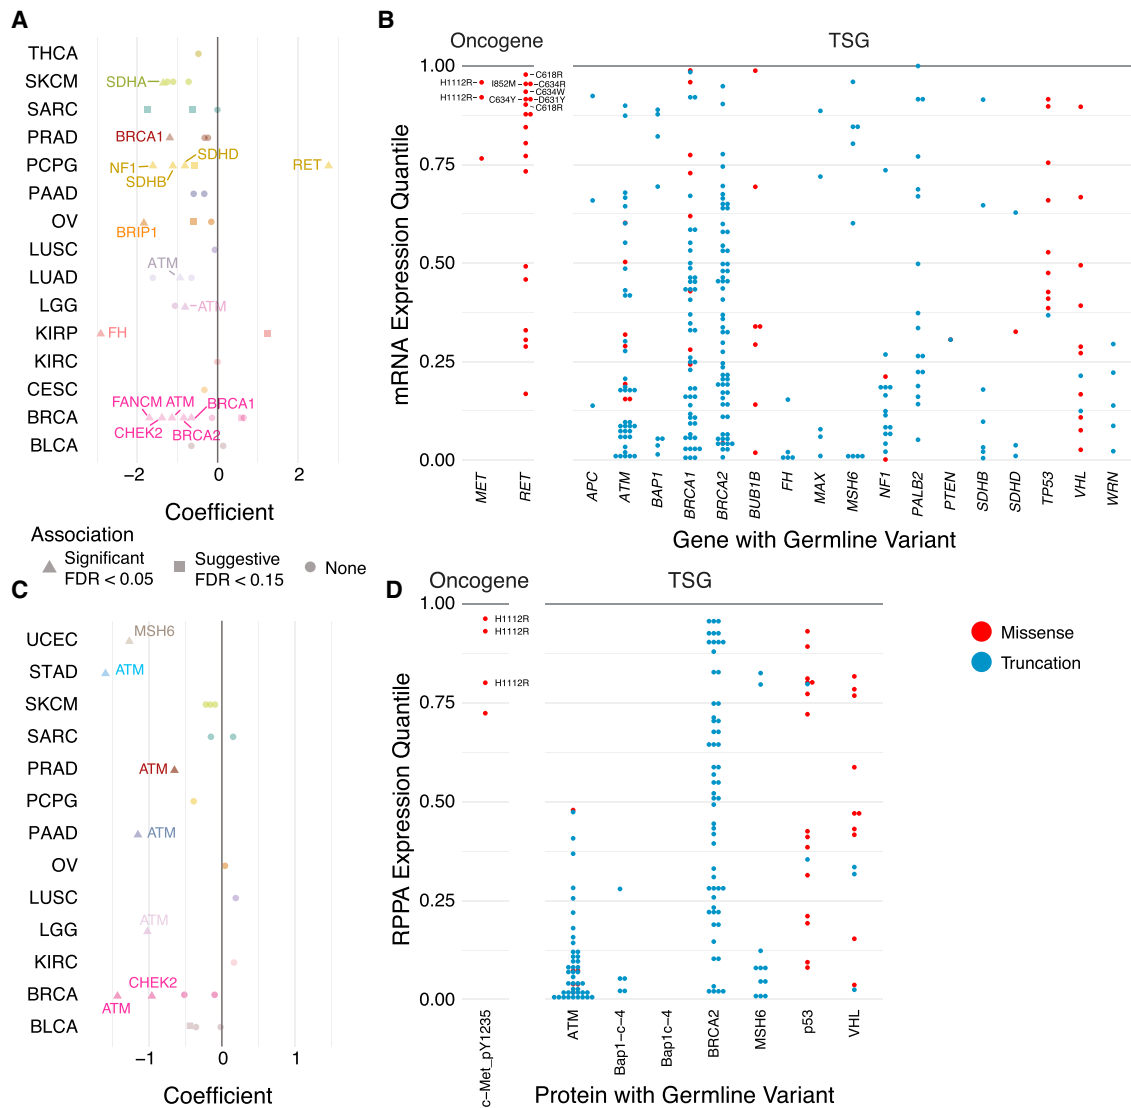 A
THCA
SKCM
SDHA
SARC
PRAD
BRCA1
PCPG
NF1
SDHB
SDHD
RET
PAAD
OV
BRIP1
LUSC
LUAD
ATM
LGG
ATM
KIRP
FH
KIRC
CESC
BRCA
FANCM
ATM
BRCA1
CHEK2
BRCA2
BLCA
−2
0
2
Coefficient
Association
Significant
FDR < 0.05
Suggestive
FDR < 0.15
None
B
Oncogene
TSG
mRNA Expression Quantile
1.00
0.75
0.50
0.25
0.00
H1112R
H1112R
C618R
I852M
C634R
C634W
C634Y
D631Y
C618R
MET
RET
APC
ATM
BAP1
BRCA1
BRCA2
BUB1B
FH
MAX
MSH6
NF1
PALB2
PTEN
SDHB
SDHD
TP53
VHL
WRN
Gene with Germline Variant
C
UCEC
MSH6
STAD
ATM
SKCM
SARC
PRAD
ATM
PCPG
PAAD
ATM
OV
LUSC
LGG
ATM
KIRC
BRCA
CHEK2
ATM
BLCA
−1
0
1
Coefficient
D
Oncogene
TSG
RPPA Expression Quantile
1.00
0.75
0.50
0.25
0.00
H1112R
H1112R
H1112R
c−Met_pY1235
ATM
Bap1−c−4
Bap1c−4
BRCA2
MSH6
p53
VHL
Protein with Germline Variant
Missense
Truncation